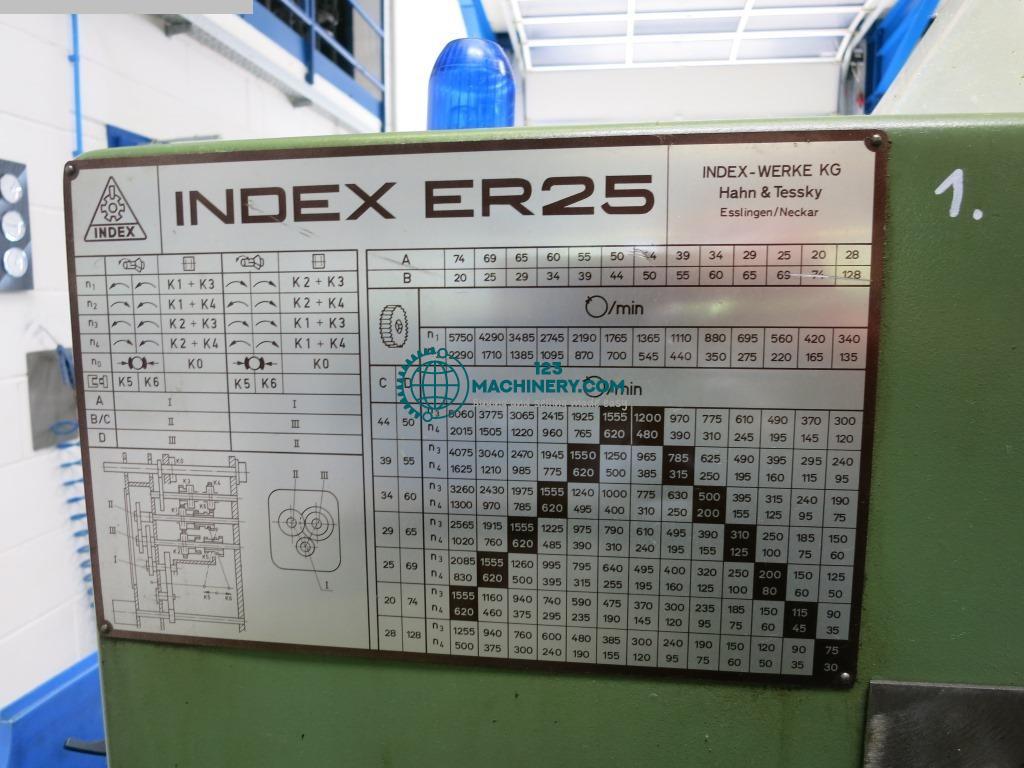 INDEX
INDEX ER25
INDEX-WERKE KG
Hahn & Tessky
Esslingen/Neckar
1.
n₁ K1 + K3 K2 + K3
n₂ K1 + K4 K2 + K4
n₃ K2 + K3 K1 + K3
n₄ K2 + K4 K1 + K4
n₀ K0 K0
K5 K6 K5 K6
A I I
B/C II III
D III II
K0
K3 K4
K2 K1
K5
K5 K6
II
III
I
II III
I
A 74 69 65 60 55 50 39 34 29 25 20 28
B 20 25 29 34 39 44 50 55 60 65 69 74 128
/min
n₁ 5750 4290 3485 2745 2190 1765 1365 1110 880 695 560 420 340
2290 1710 1385 1095 870 700 545 440 350 275 220 165 135
123
MACHINERY.COM
C D /min
44 50 n₃ 5060 3775 3065 2415 1925 1555 1200 970 775 610 490 370 300
n₄ 2015 1505 1220 960 765 620 480 390 310 245 195 145 120
39 55 n₃ 4075 3040 2470 1945 1550 1250 965 785 625 490 395 295 240
n₄ 1625 1210 985 775 620 500 385 315 250 195 160 115 95
34 60 n₃ 3260 2430 1975 1555 1240 1000 775 630 500 395 315 240 190
n₄ 1300 970 785 620 495 400 310 250 200 155 125 95 75
29 65 n₃ 2565 1915 1555 1225 975 790 610 495 390 310 250 185 150
n₄ 1020 760 620 485 390 310 240 195 155 125 100 75 60
25 69 n₃ 2085 1555 1260 995 795 640 495 400 320 250 200 150 125
n₄ 830 620 500 395 315 255 195 160 125 100 80 60 50
20 74 n₃ 1555 1160 940 740 590 475 370 300 235 185 150 115 90
n₄ 620 460 375 295 235 190 145 120 95 75 60 45 35
28 128 n₃ 1255 940 760 600 480 385 300 240 190 150 120 90 75
n₄ 500 375 300 240 190 155 120 95 75 60 50 35 30